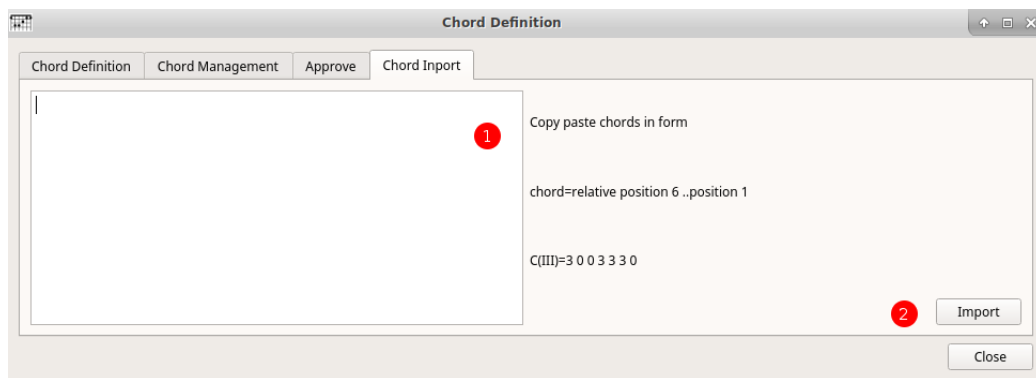 Chord Definition
Chord Definition Chord Management Approve Chord Inport
1
Copy paste chords in form
chord=relative position 6 ..position 1
C(III)=3 0 0 3 3 3 0
2 Import
Close